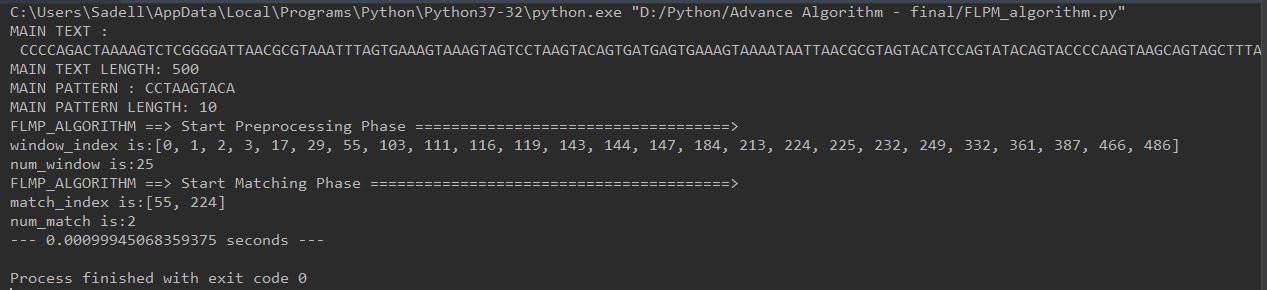 C:\Users\Sadell\AppData\Local\Programs\Python\Python37-32\python.exe "D:/Python/Advance Algorithm - final/FLPM_algorithm.py"
MAIN TEXT :
CCCCAGACTAAAAGTCTCGGGGATTAACGCGTAAATTTAGTGAAAGTAAAGTAGTCCTAAGTACAGTGATGAGTGAAAGTAAAATAATTAACGCGTAGTACATCCAGTATACAGTACCCCAAGTAAGCAGTAGCTTTA
MAIN TEXT LENGTH: 500
MAIN PATTERN : CCTAAGTACA
MAIN PATTERN LENGTH: 10
FLMP_ALGORITHM ==> Start Preprocessing Phase ===================================>
window_index is:[0, 1, 2, 3, 17, 29, 55, 103, 111, 116, 119, 143, 144, 147, 184, 213, 224, 225, 232, 249, 332, 361, 387, 466, 486]
num_window is:25
FLMP_ALGORITHM ==> Start Matching Phase ========================================>
match_index is:[55, 224]
num_match is:2
--- 0.00099945068359375 seconds ---
Process finished with exit code 0